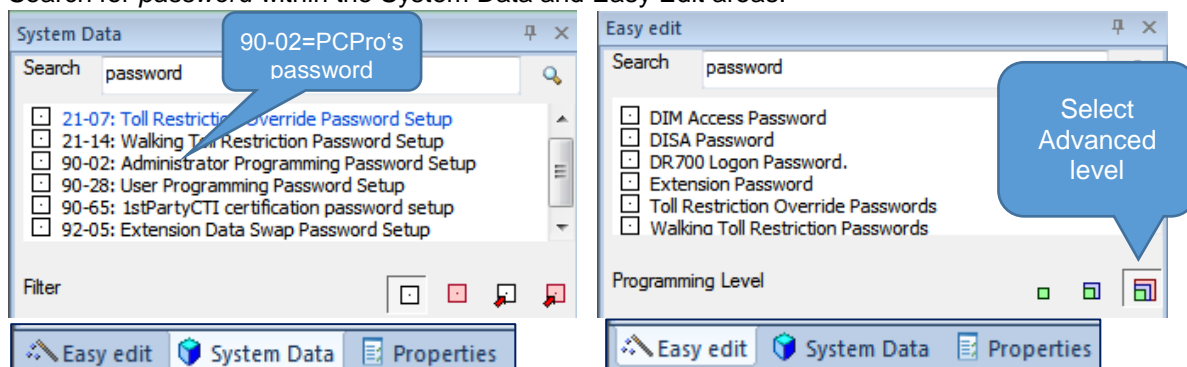 Search for password within the System Data and Easy Edit areas.
System Data
90-02=PCPro‘s
password
Search password
21-07: Toll Restriction Override Password Setup
21-14: Walking Toll Restriction Password Setup
90-02: Administrator Programming Password Setup
90-28: User Programming Password Setup
90-65: 1stPartyCTI certification password setup
92-05: Extension Data Swap Password Setup
Filter
Easy edit System Data Properties
Easy edit
Search password
Select
Advanced
level
DIM Access Password
DISA Password
DR700 Logon Password.
Extension Password
Toll Restriction Override Passwords
Walking Toll Restriction Passwords
Programming Level
Easy edit System Data Properties